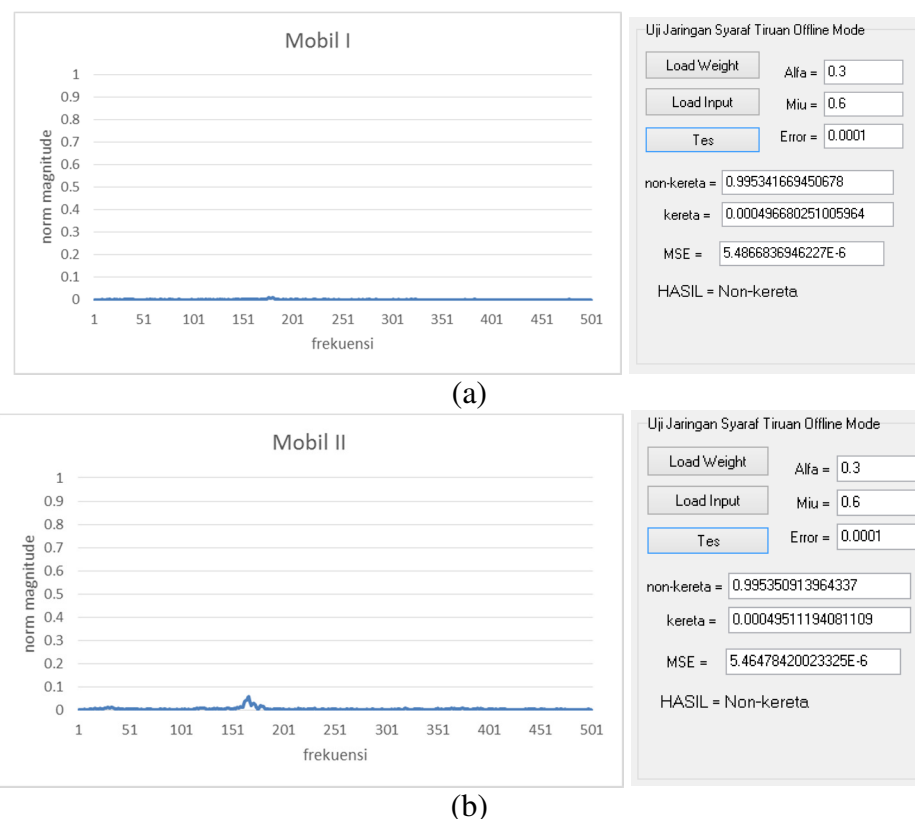 Mobil I
norm magnitude
1
0.9
0.8
0.7
0.6
0.5
0.4
0.3
0.2
0.1
0
1 51 101 151 201 251 301 351 401 451 501
frekuensi
Uji Jaringan Syaraf Tiruan Offline Mode
Load Weight
Alfa = 0.3
Load Input
Miu = 0.6
Tes
Error = 0.0001
non-kereta = 0.995341669450678
kereta = 0.000496680251005964
MSE = 5.4866836946227E-6
HASIL = Non-kereta
(a)
Mobil II
norm magnitude
1
0.9
0.8
0.7
0.6
0.5
0.4
0.3
0.2
0.1
0
1 51 101 151 201 251 301 351 401 451 501
frekuensi
Uji Jaringan Syaraf Tiruan Offline Mode
Load Weight
Alfa = 0.3
Load Input
Miu = 0.6
Tes
Error = 0.0001
non-kereta = 0.995350913964337
kereta = 0.00049511194081109
MSE = 5.46478420023325E-6
HASIL = Non-kereta
(b)